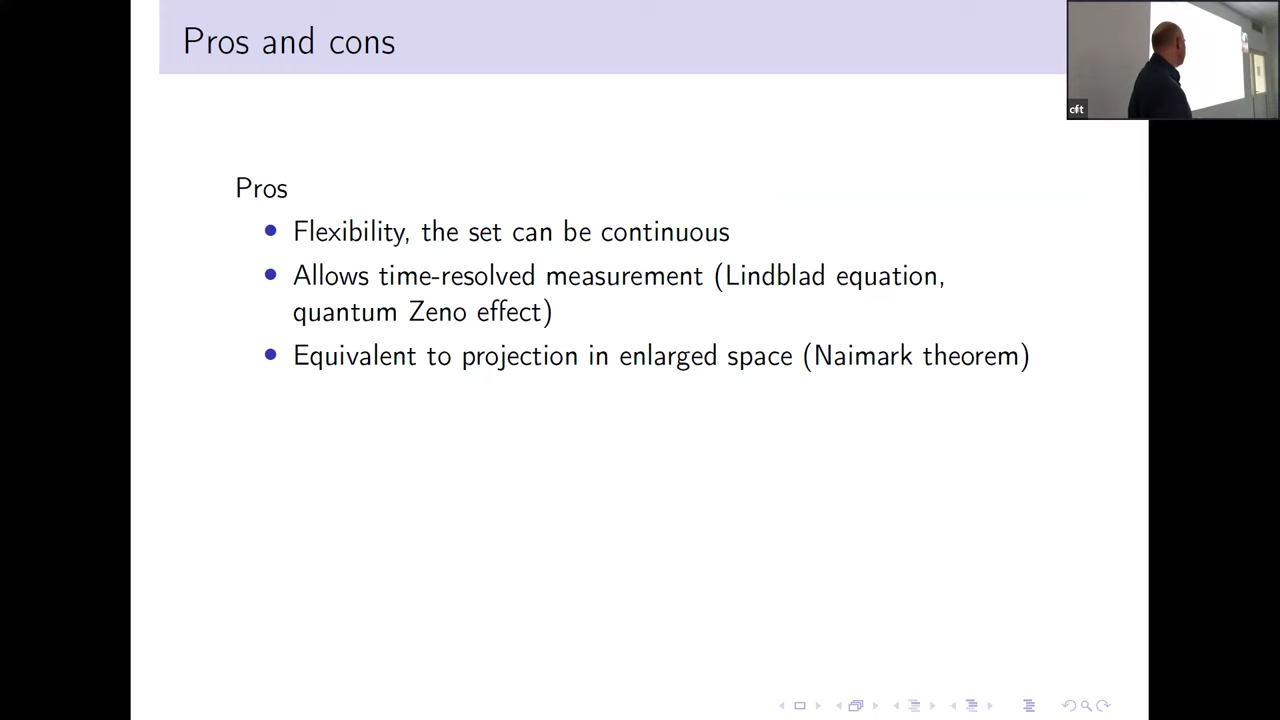 Pros and cons
cft
Pros
Flexibility, the set can be continuous
Allows time-resolved measurement (Lindblad equation,
quantum Zeno effect)
Equivalent to projection in enlarged space (Naimark theorem)